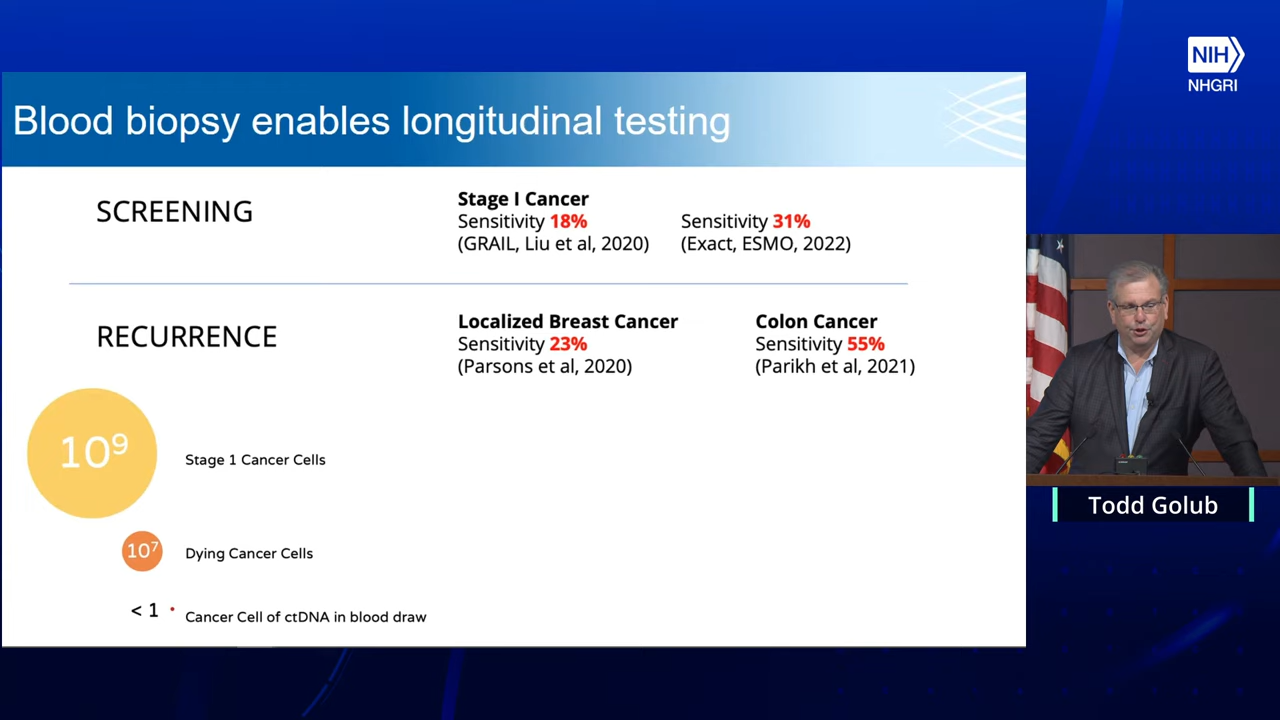 NIH
NHGRI
Blood biopsy enables longitudinal testing
SCREENING
Stage I Cancer
Sensitivity 18%
(GRAIL, Liu et al, 2020)
Sensitivity 31%
(Exact, ESMO, 2022)
RECURRENCE
Localized Breast Cancer
Sensitivity 23%
(Parsons et al, 2020)
Colon Cancer
Sensitivity 55%
(Parikh et al, 2021)
10⁹
Stage 1 Cancer Cells
10⁷
Dying Cancer Cells
< 1
Cancer Cell of ctDNA in blood draw
Todd Golub